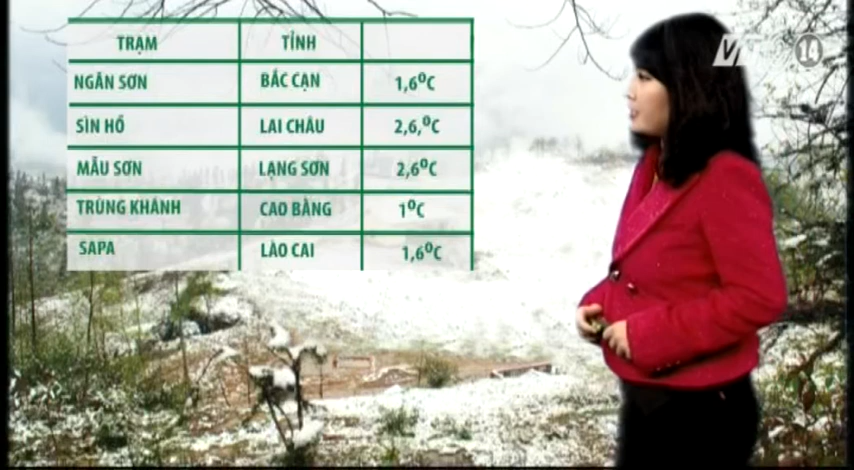 TRẠM TỈNH
NGÂN SƠN BẮC CẠN 1,6⁰C
SÌN HỒ LAI CHÂU 2,6,⁰C
MẪU SƠN LẠNG SƠN 2,6⁰C
TRÙNG KHÁNH CAO BẰNG 1⁰C
SAPA LÀO CAI 1,6⁰C
14